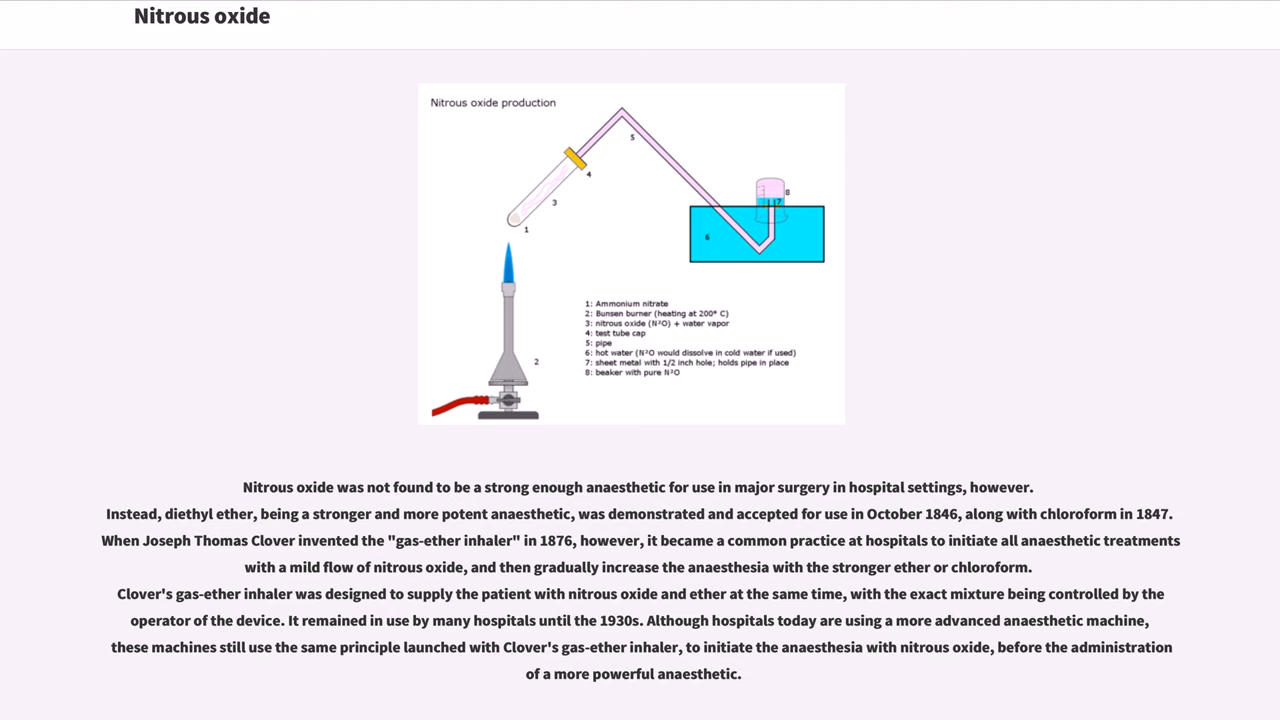 Nitrous oxide
Nitrous oxide production
5
4
3
1
8
7
6
2
1: Ammonium nitrate
2: Bunsen burner (heating at 200° C)
3: nitrous oxide (N²O) + water vapor
4: test tube cap
5: pipe
6: hot water (N²O would dissolve in cold water if used)
7: sheet metal with 1/2 inch hole; holds pipe in place
8: beaker with pure N²O
Nitrous oxide was not found to be a strong enough anaesthetic for use in major surgery in hospital settings, however.
Instead, diethyl ether, being a stronger and more potent anaesthetic, was demonstrated and accepted for use in October 1846, along with chloroform in 1847.
When Joseph Thomas Clover invented the "gas-ether inhaler" in 1876, however, it became a common practice at hospitals to initiate all anaesthetic treatments
with a mild flow of nitrous oxide, and then gradually increase the anaesthesia with the stronger ether or chloroform.
Clover's gas-ether inhaler was designed to supply the patient with nitrous oxide and ether at the same time, with the exact mixture being controlled by the
operator of the device. It remained in use by many hospitals until the 1930s. Although hospitals today are using a more advanced anaesthetic machine,
these machines still use the same principle launched with Clover's gas-ether inhaler, to initiate the anaesthesia with nitrous oxide, before the administration
of a more powerful anaesthetic.